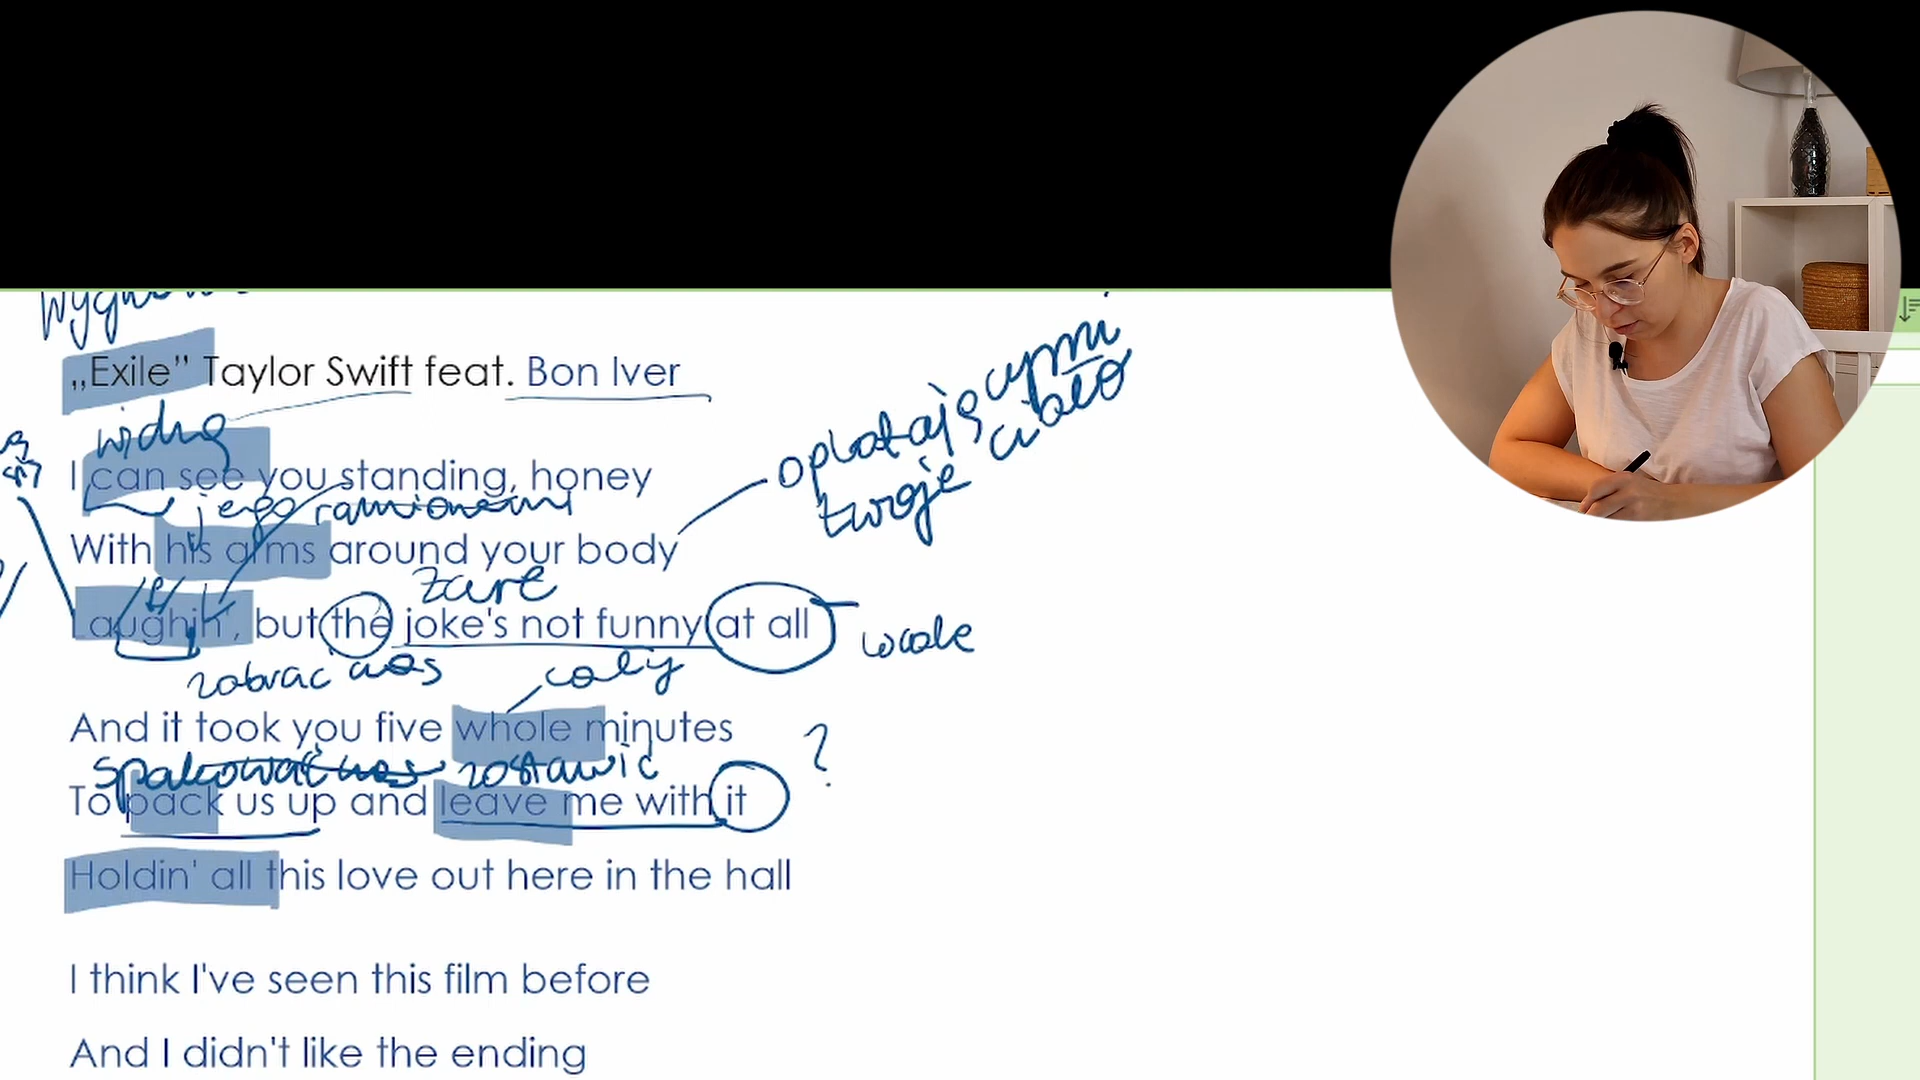 „Exile” Taylor Swift feat. Bon Iver
widzę
I can see you standing, honey
jego ramionami
oplatającymi
twoje ciało
With his arms around your body
żart
Laughin', but the joke's not funny at all
wcale
zabrać nas cały
And it took you five whole minutes
?
spakować nas zostawić
To pack us up and leave me with it
Holdin' all this love out here in the hall
I think I've seen this film before
And I didn't like the ending